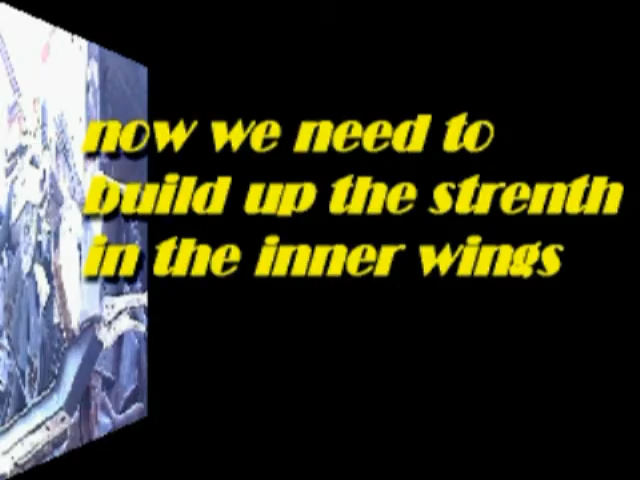 now we need to
build up the strenth
in the inner wings